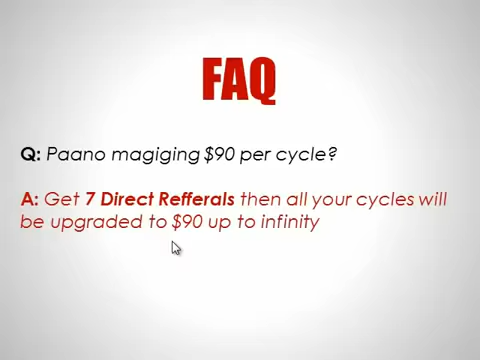 FAQ
Q: Paano magiging $90 per cycle?
A: Get 7 Direct Refferals then all your cycles will
be upgraded to $90 up to infinity